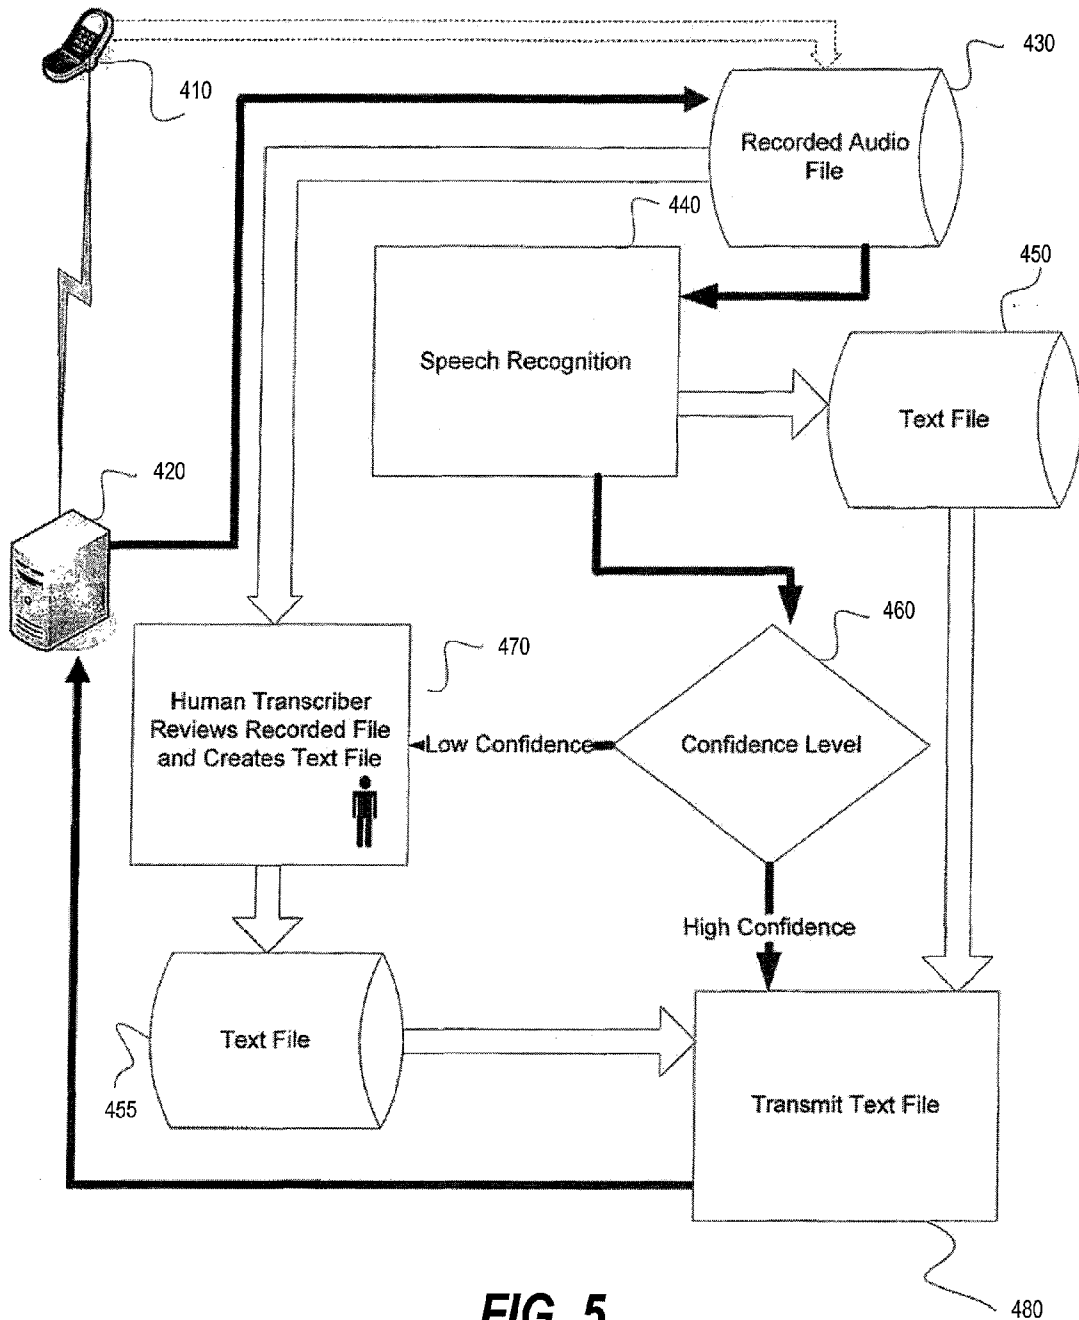 430
410
Recorded Audio
File
440
450
Speech Recognition
Text File
420
460
470
Human Transcriber
Reviews Recorded File
and Creates Text File
Low Confidence
Confidence Level
High Confidence
Text File
455
Transmit Text File
480
FIG. 5